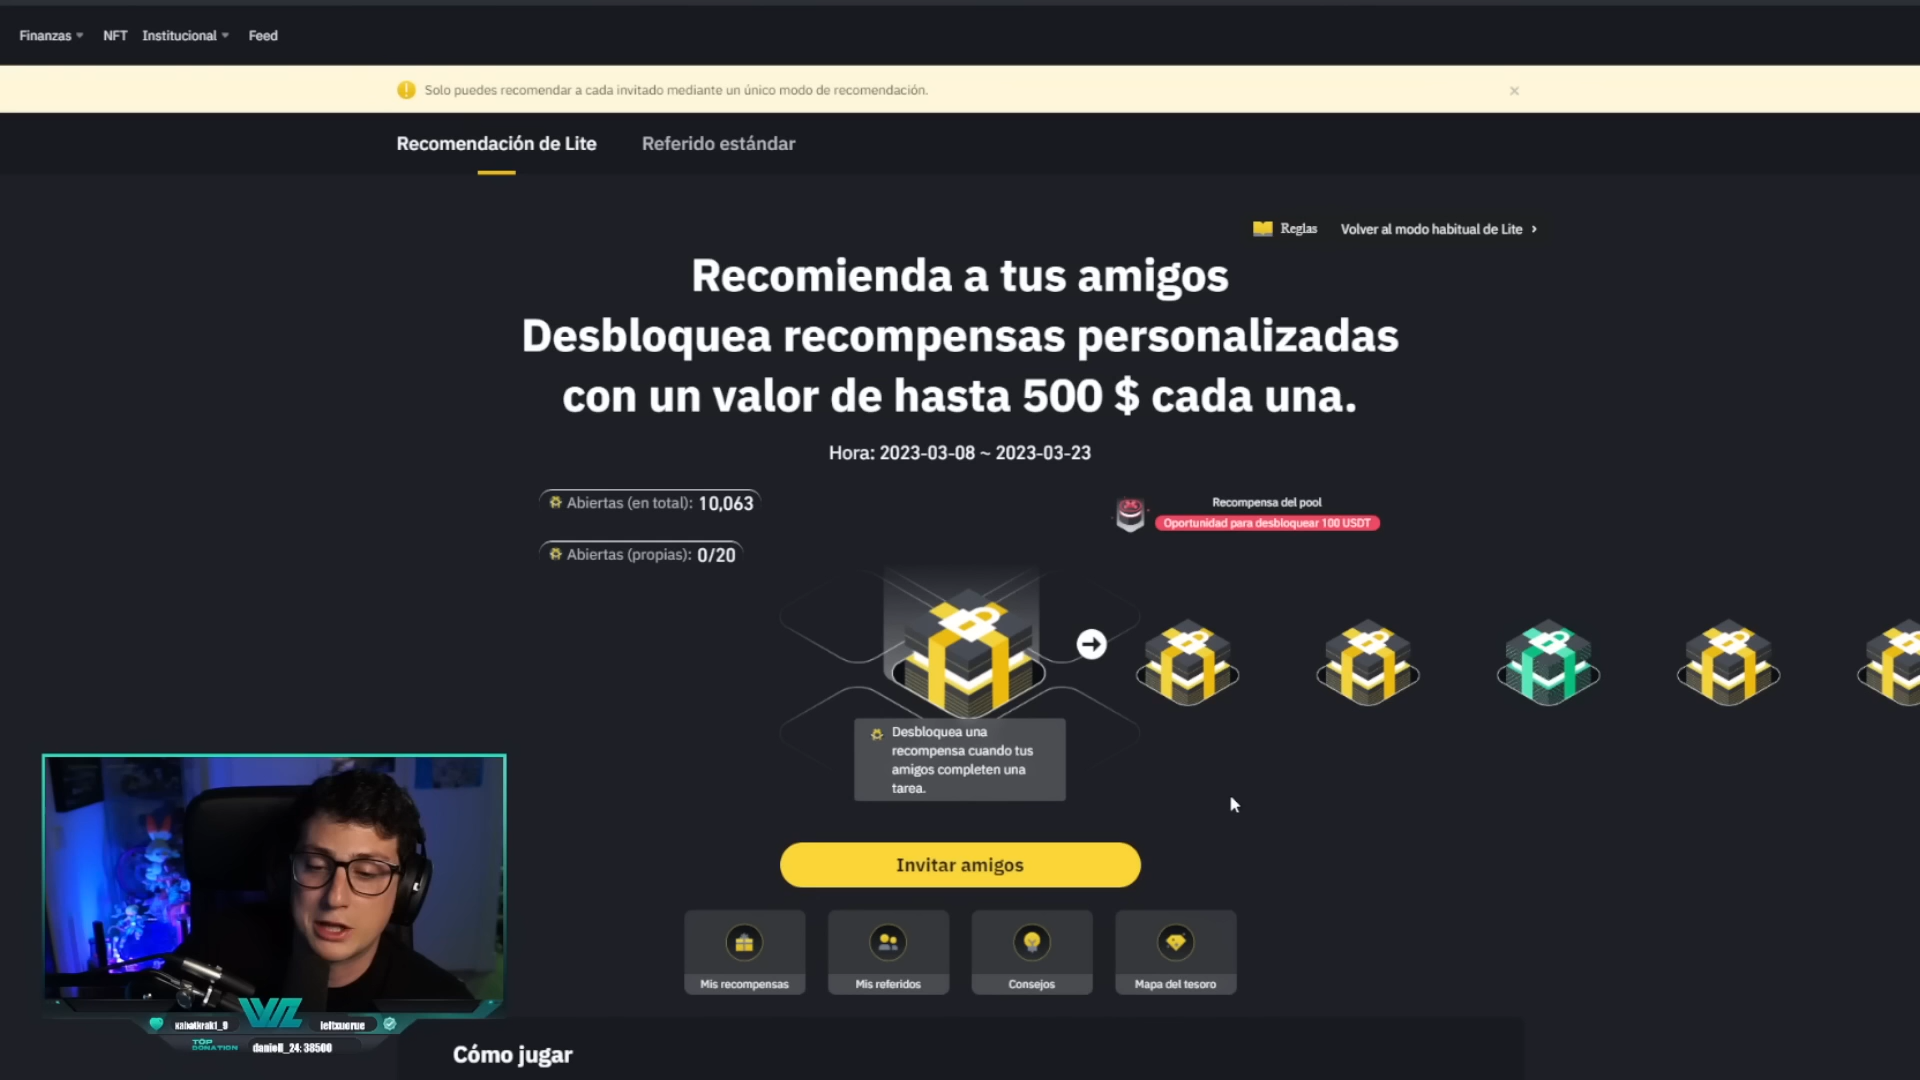 Finanzas
NFT
Institucional
Feed
Solo puedes recomendar a cada invitado mediante un único modo de recomendación.
Recomendación de Lite
Referido estándar
Reglas
Volver al modo habitual de Lite
Recomienda a tus amigos
Desbloquea recompensas personalizadas
con un valor de hasta 500 $ cada una.
Hora: 2023-03-08 ~ 2023-03-23
Abiertas (en total): 10,063
Recompensa del pool
Oportunidad para desbloquear 100 USDT
Abiertas (propias): 0/20
Desbloquea una
recompensa cuando tus
amigos completen una
tarea.
Invitar amigos
Mis recompensas
Mis referidos
Consejos
Mapa del tesoro
TOP
DONATION
daniell_24: 38500
Cómo jugar